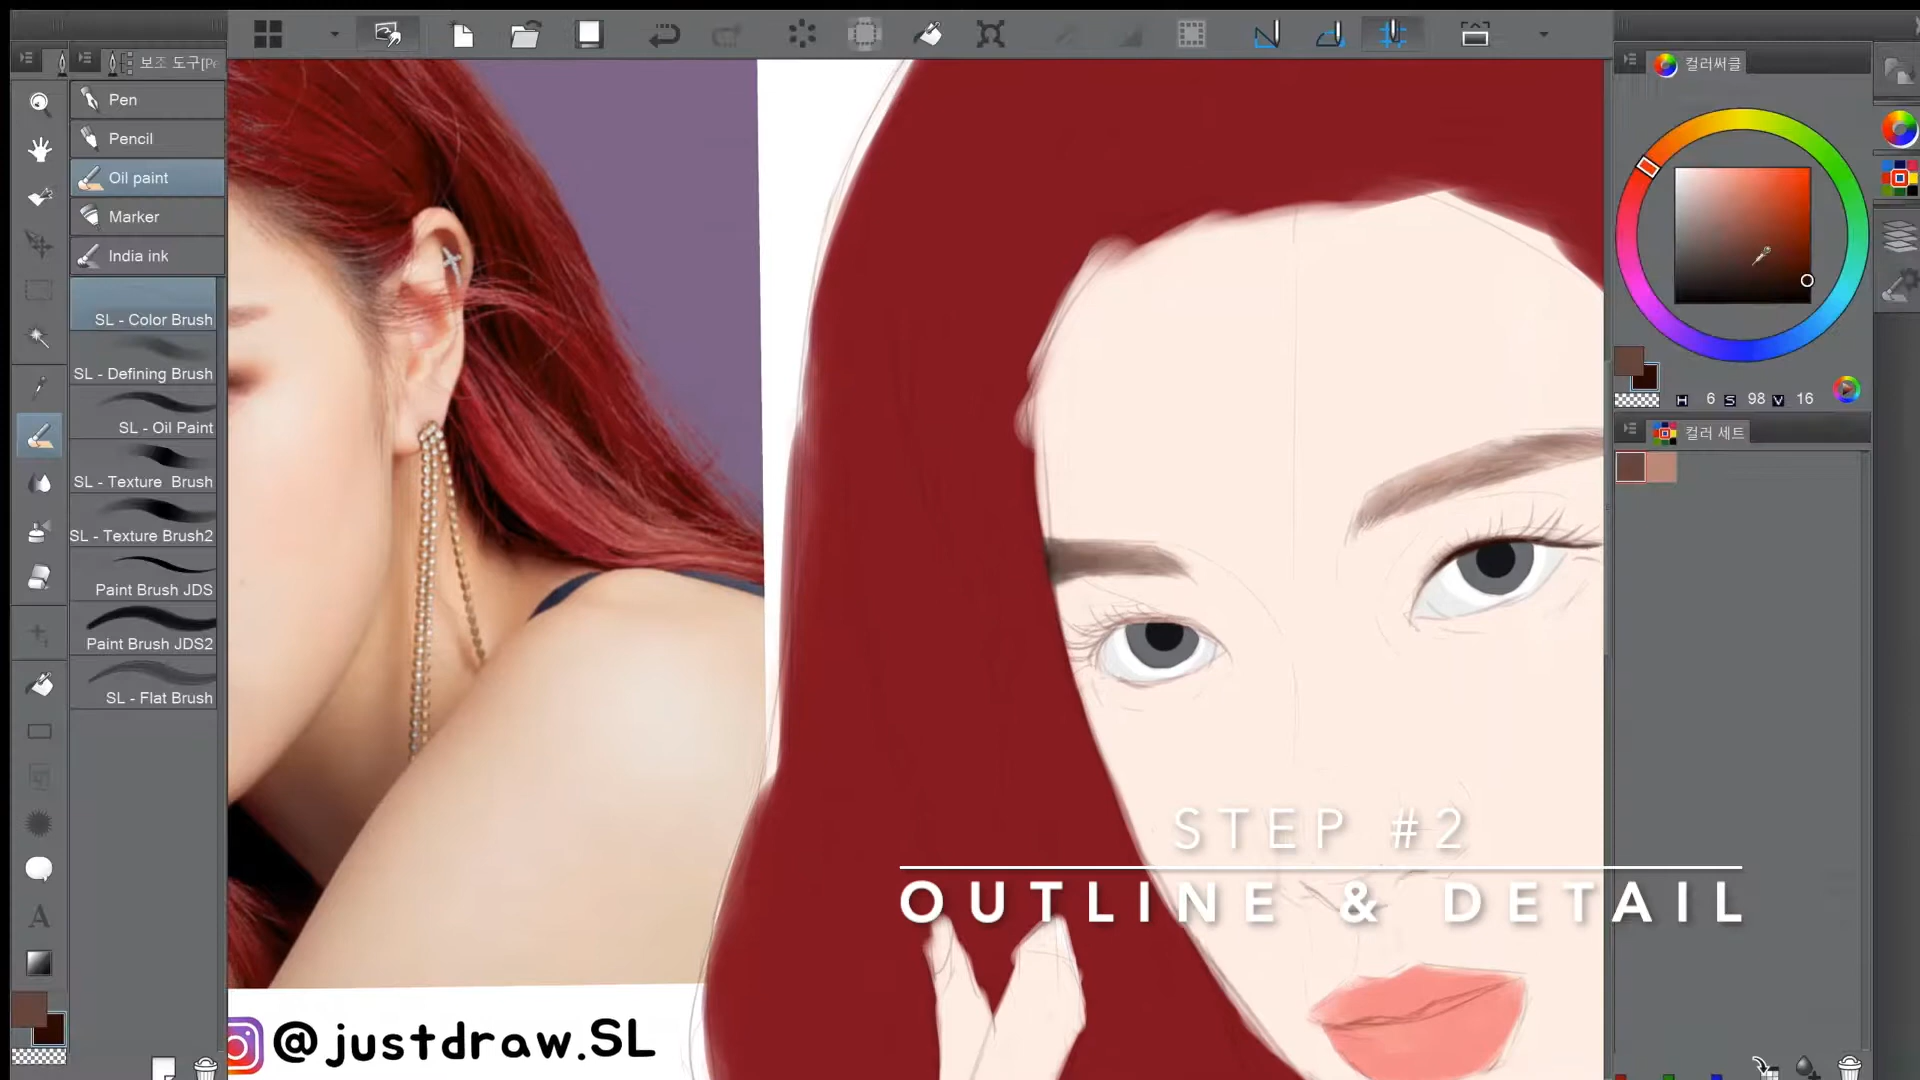 보조 도구[Pe
Pen
Pencil
Oil paint
Marker
India ink
SL - Color Brush
SL - Defining Brush
SL - Oil Paint
SL - Texture Brush
SL - Texture Brush2
Paint Brush JDS
Paint Brush JDS2
SL - Flat Brush
A
컬러써클
H 6 S 98 V 16
컬러 세트
STEP #2
OUTLINE & DETAIL
@justdraw.SL